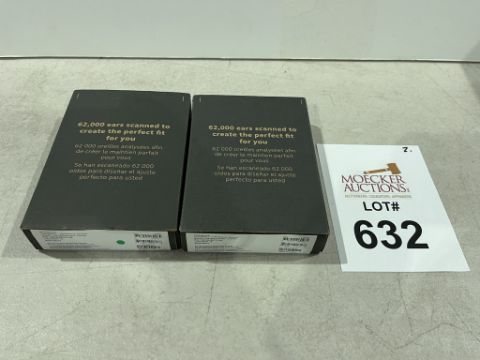 62,000 ears scanned to
create the perfect fit
for you
62 000 oreilles analysées afin
de créer le maintien parfait
pour vous
Se han escaneado 62.000
oídos para diseñar el ajuste
perfecto para usted
62,000 ears scanned to
create the perfect fit
for you
62 000 oreilles analysées afin
de créer le maintien parfait
pour vous
Se han escaneado 62.000
oídos para diseñar el ajuste
perfecto para usted
2.
MOECKER
AUCTIONS
AUCTIONEERS, LIQUIDATORS, APPRAISERS
LOT#
632